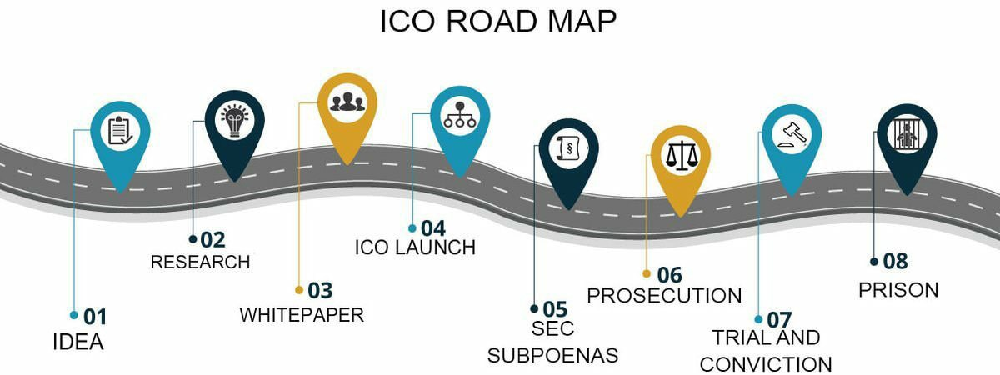 ICO ROAD MAP
01
IDEA
02
RESEARCH
03
WHITEPAPER
04
ICO LAUNCH
05
SEC
SUBPOENAS
§
06
PROSECUTION
07
TRIAL AND
CONVICTION
08
PRISON